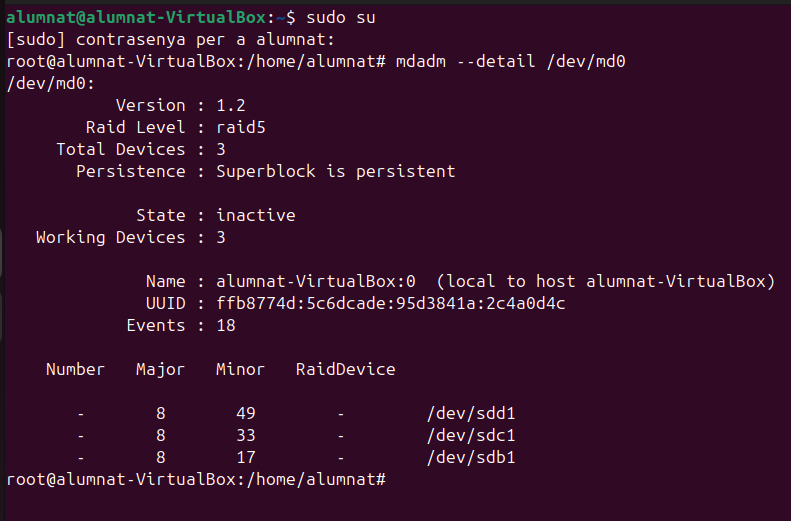 alumnat@alumnat-VirtualBox:~$ sudo su
[sudo] contrasenya per a alumnat:
root@alumnat-VirtualBox:/home/alumnat# mdadm --detail /dev/md0
/dev/md0:
Version : 1.2
Raid Level : raid5
Total Devices : 3
Persistence : Superblock is persistent
State : inactive
Working Devices : 3
Name : alumnat-VirtualBox:0  (local to host alumnat-VirtualBox)
UUID : ffb8774d:5c6dcade:95d3841a:2c4a0d4c
Events : 18
Number   Major   Minor   RaidDevice
-       8       49        -        /dev/sdd1
-       8       33        -        /dev/sdc1
-       8       17        -        /dev/sdb1
root@alumnat-VirtualBox:/home/alumnat#